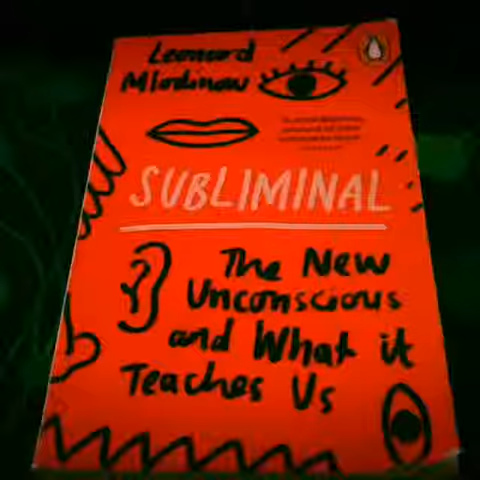 Leonard
Mlodinow
SUBLIMINAL
The New
Unconscious
and What it
Teaches Us